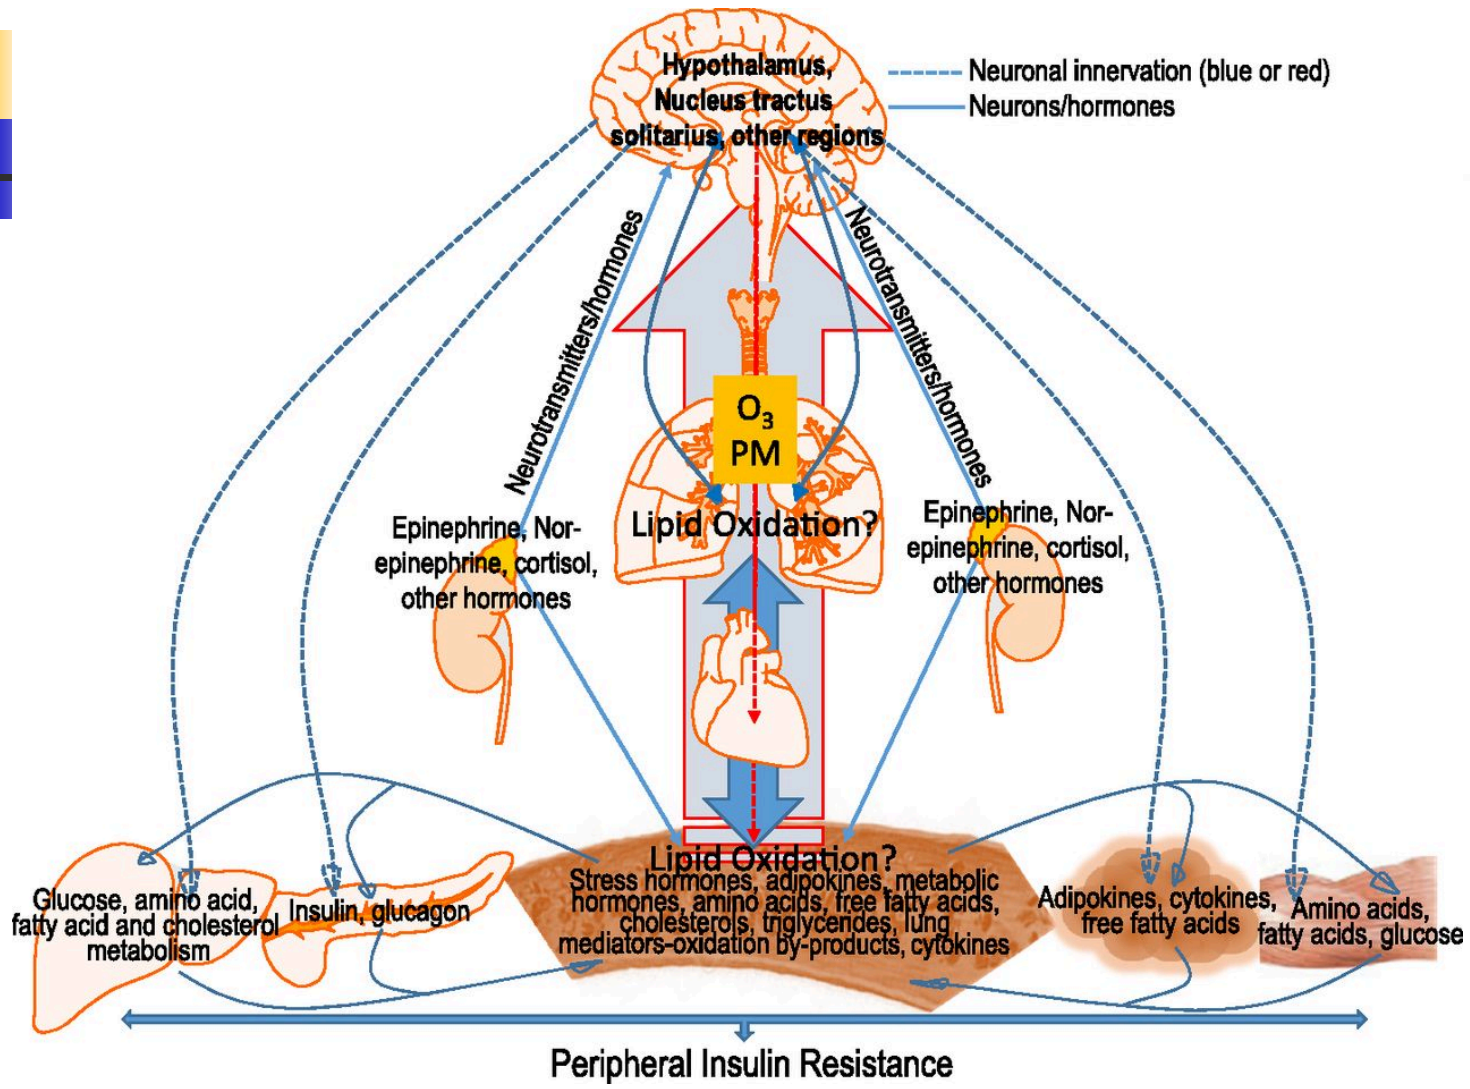 Hypothalamus,
Nucleus tractus
solitarius, other regions
Neuronal innervation (blue or red)
Neurons/hormones
Neurotransmitters/hormones
Neurotransmitters/hormones
O₃
PM
Lipid Oxidation?
Epinephrine, Nor-
epinephrine, cortisol,
other hormones
Epinephrine, Nor-
epinephrine, cortisol,
other hormones
Glucose, amino acid,
fatty acid and cholesterol
metabolism
Insulin, glucagon
Lipid Oxidation?
Stress hormones, adipokines, metabolic
hormones, amino acids, free fatty acids,
cholesterols, triglycerides, lung
mediators-oxidation by-products, cytokines
Adipokines, cytokines,
free fatty acids
Amino acids,
fatty acids, glucose
Peripheral Insulin Resistance